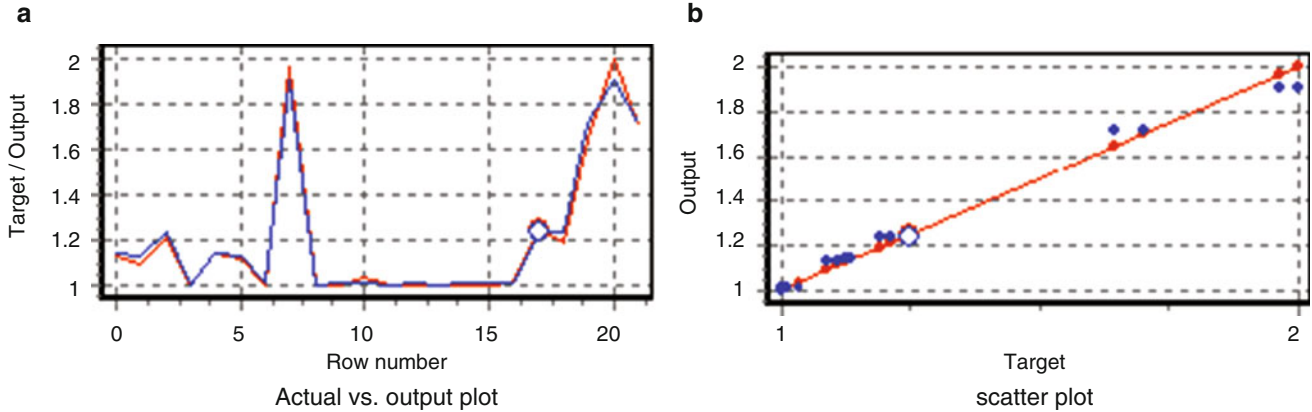 a
Target / Output
2
1.8
1.6
1.4
1.2
1
0
5
10
15
20
Row number
Actual vs. output plot
b
Output
2
1.8
1.6
1.4
1.2
1
1
2
Target
scatter plot